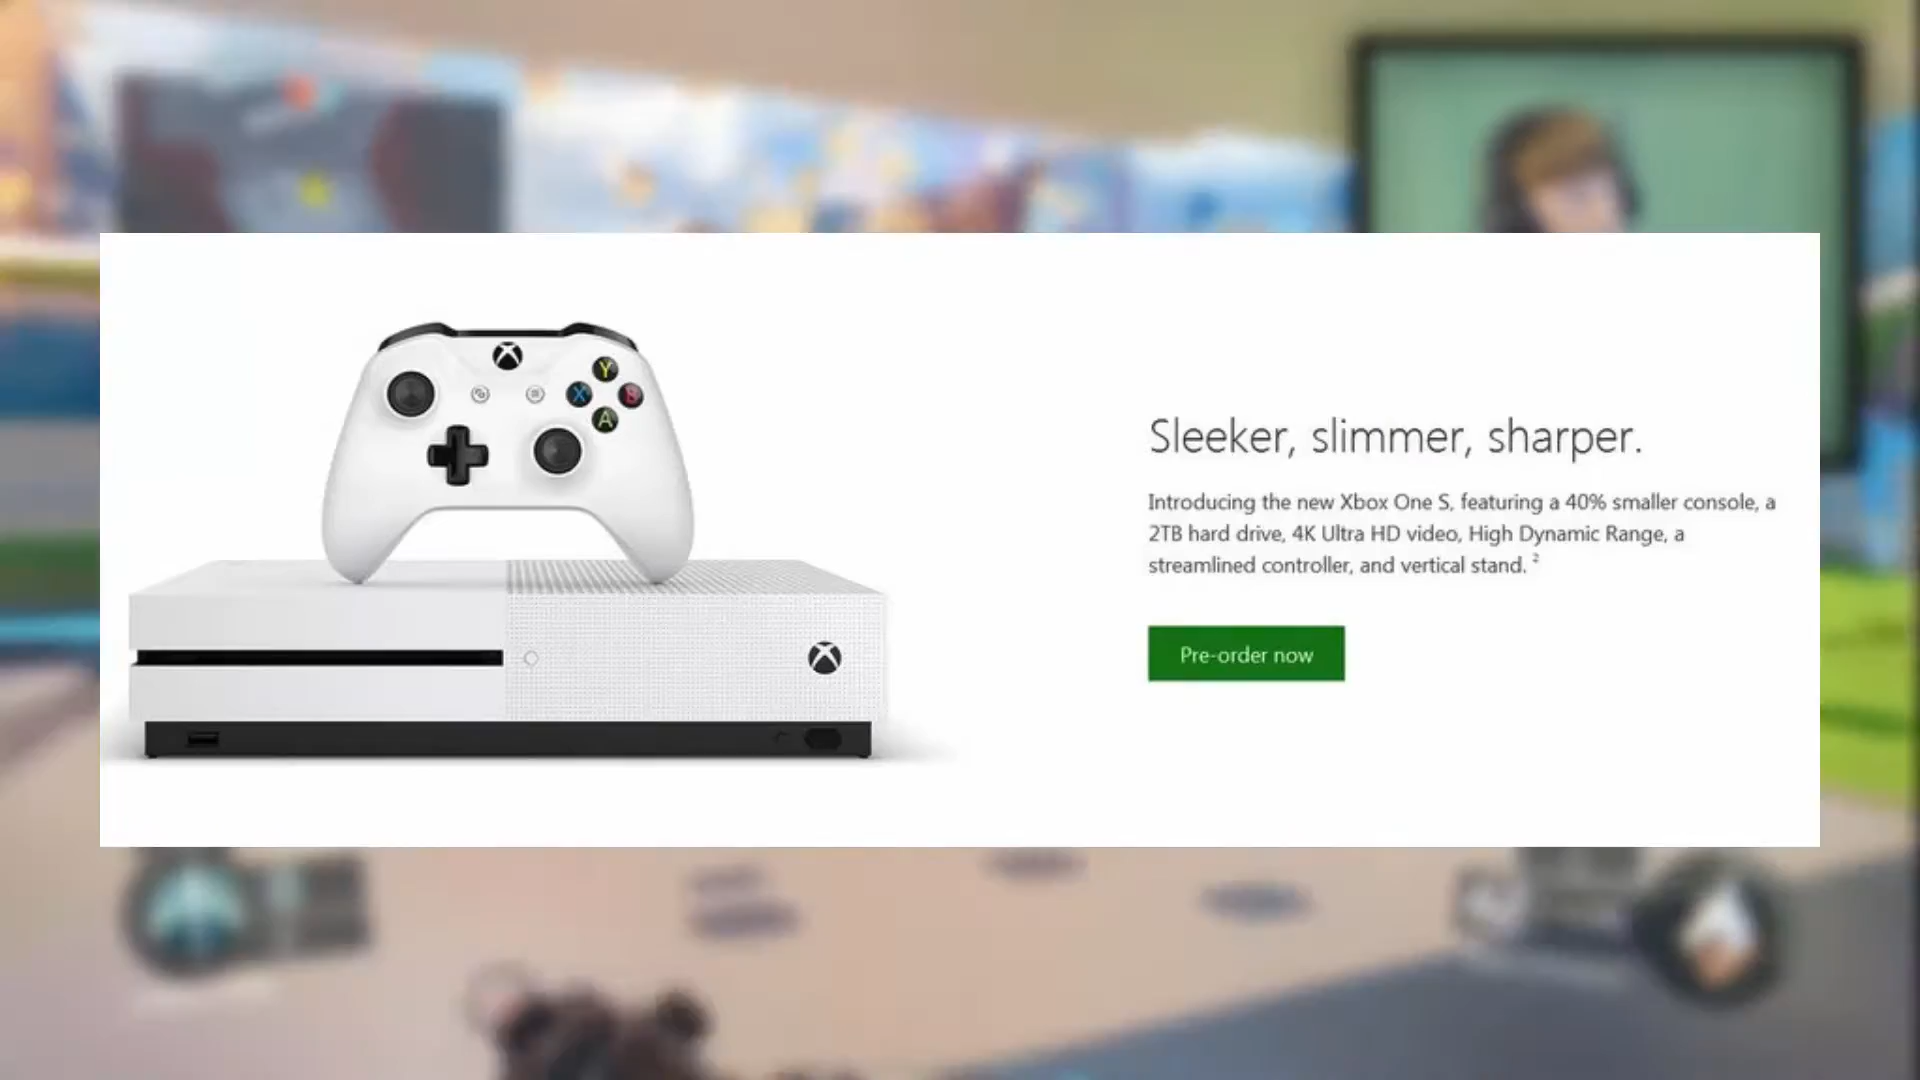 Y
X
B
A
Sleeker, slimmer, sharper.
Introducing the new Xbox One S, featuring a 40% smaller console, a
2TB hard drive, 4K Ultra HD video, High Dynamic Range, a
streamlined controller, and vertical stand. ²
Pre-order now